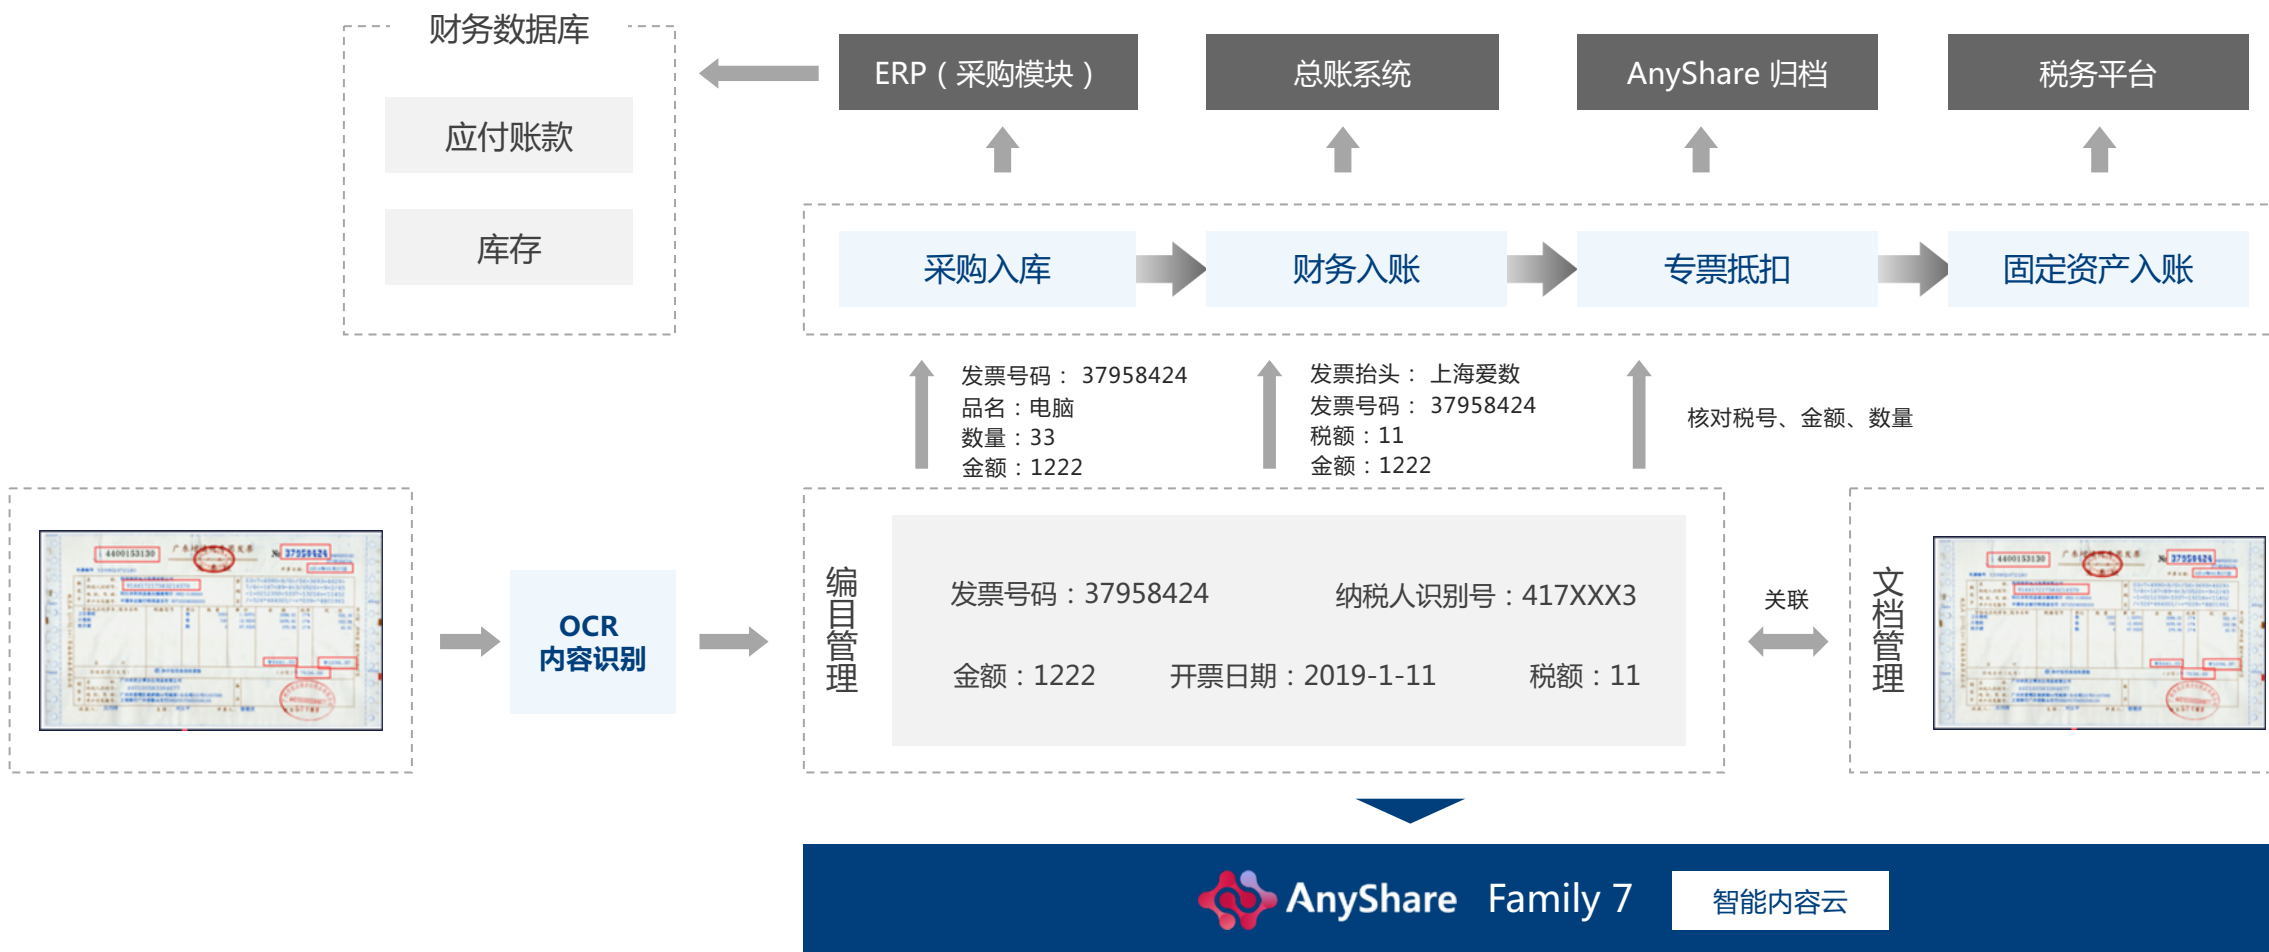 财务数据库
应付账款
库存
ERP（采购模块）
总账系统
AnyShare 归档
税务平台
采购入库
财务入账
专票抵扣
固定资产入账
发票号码： 37958424
品名：电脑
数量：33
金额：1222
发票抬头： 上海爱数
发票号码： 37958424
税额：11
金额：1222
核对税号、金额、数量
4400153130
№ 37958424
OCR
内容识别
编目管理
发票号码：37958424
纳税人识别号：417XXX3
金额：1222
开票日期：2019-1-11
税额：11
关联
文档管理
4400153130
№ 37958424
AnyShare Family 7
智能内容云